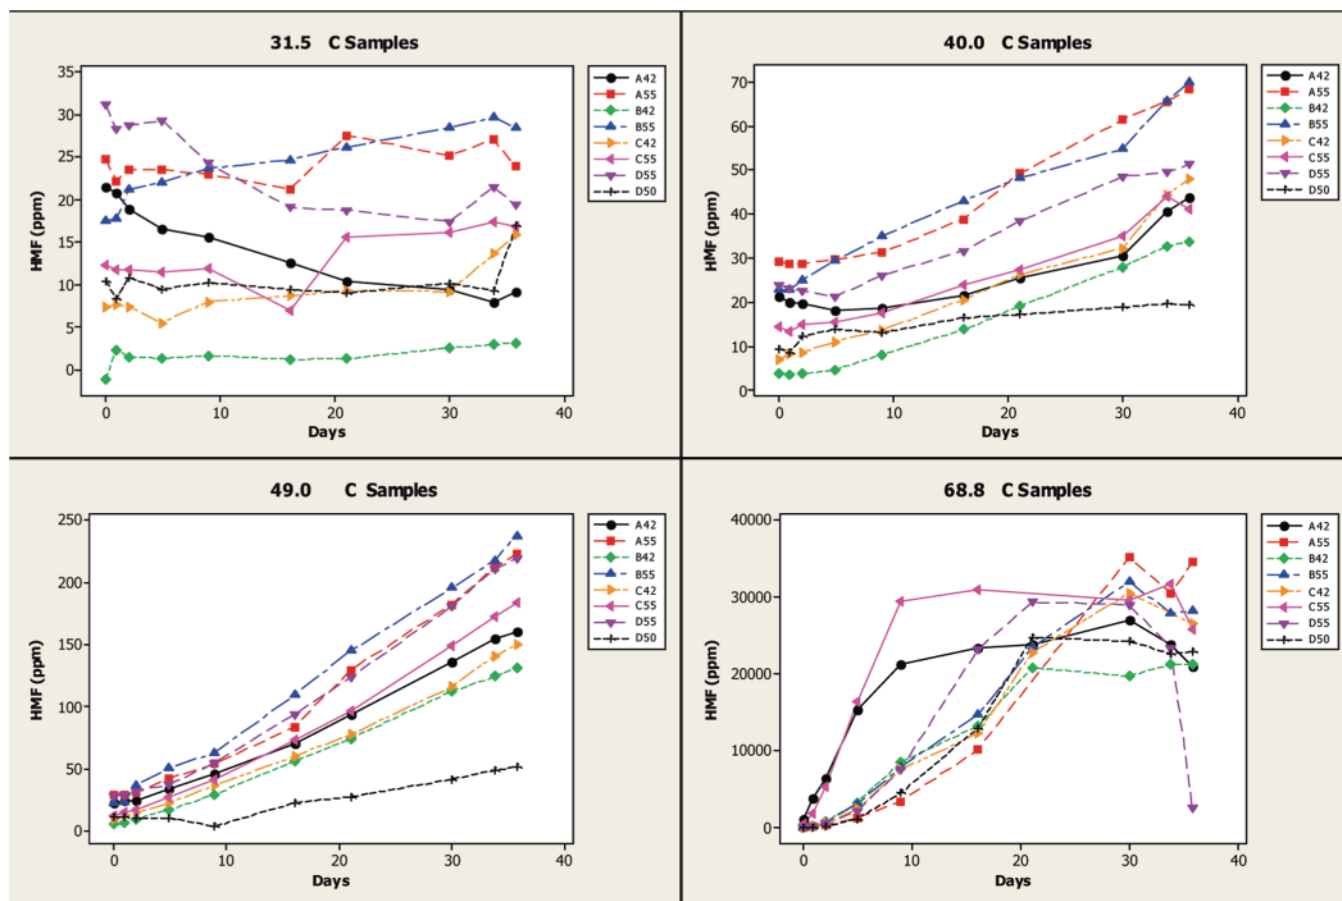 31.5 C Samples
35
30
25
20
15
10
5
0
HMF (ppm)
0 10 20 30 40
Days
A42
A55
B42
B55
C42
C55
D55
D50
40.0 C Samples
70
60
50
40
30
20
10
0
HMF (ppm)
0 10 20 30 40
Days
A42
A55
B42
B55
C42
C55
D55
D50
49.0 C Samples
250
200
150
100
50
0
HMF (ppm)
0 10 20 30 40
Days
A42
A55
B42
B55
C42
C55
D55
D50
68.8 C Samples
40000
30000
20000
10000
0
HMF (ppm)
0 10 20 30 40
Days
A42
A55
B42
B55
C42
C55
D55
D50